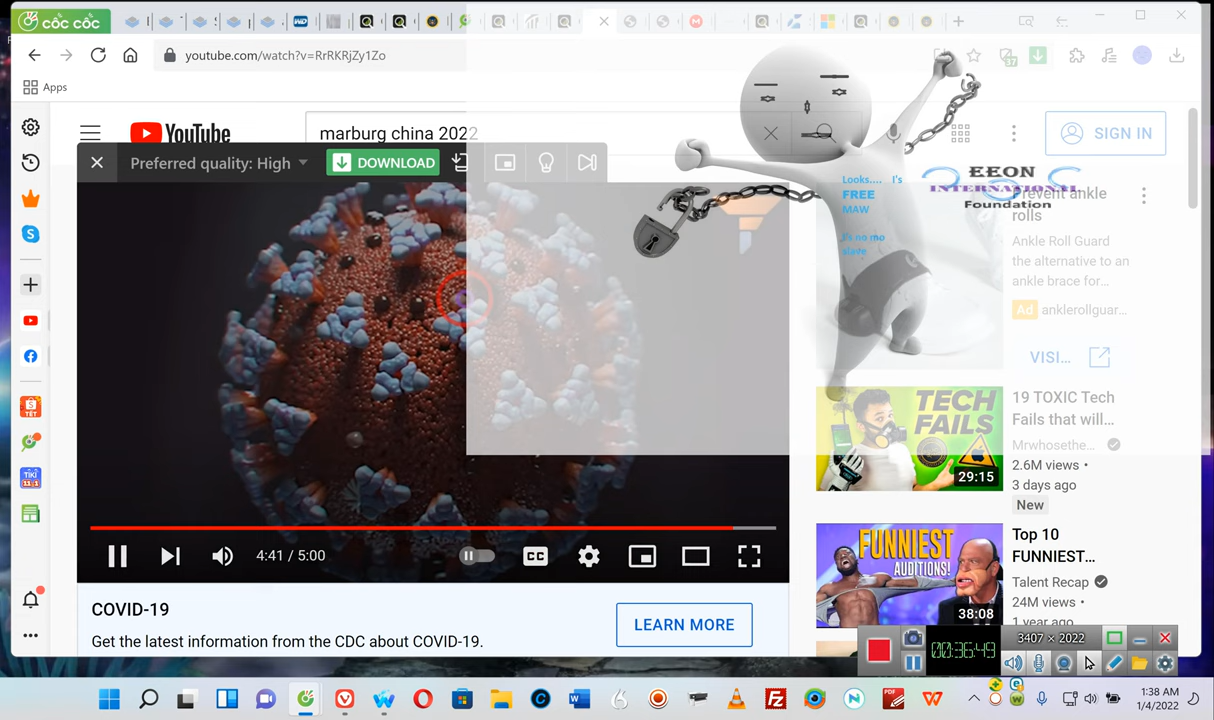 cốc cốc
youtube.com/watch?v=RrRKRjZy1Zo
37
Apps
YouTube
marburg china 2022
SIGN IN
Preferred quality: High
DOWNLOAD
Looks.... I's
FREE
MAW
I's no mo
slave
EEON
INTERNATIONAL
Foundation
Prevent ankle
rolls
Ankle Roll Guard
the alternative to an
ankle brace for...
Ad anklerollguar...
VISI...
TECH
FAILS
29:15
19 TOXIC Tech
Fails that will...
Mrwhosethe...
2.6M views •
3 days ago
New
4:41 / 5:00
CC
FUNNIEST
AUDITIONS!
38:08
Top 10
FUNNIEST...
Talent Recap
24M views •
1 year ago
COVID-19
Get the latest information from the CDC about COVID-19.
LEARN MORE
00:36:49
3407 × 2022
1:38 AM
1/4/2022